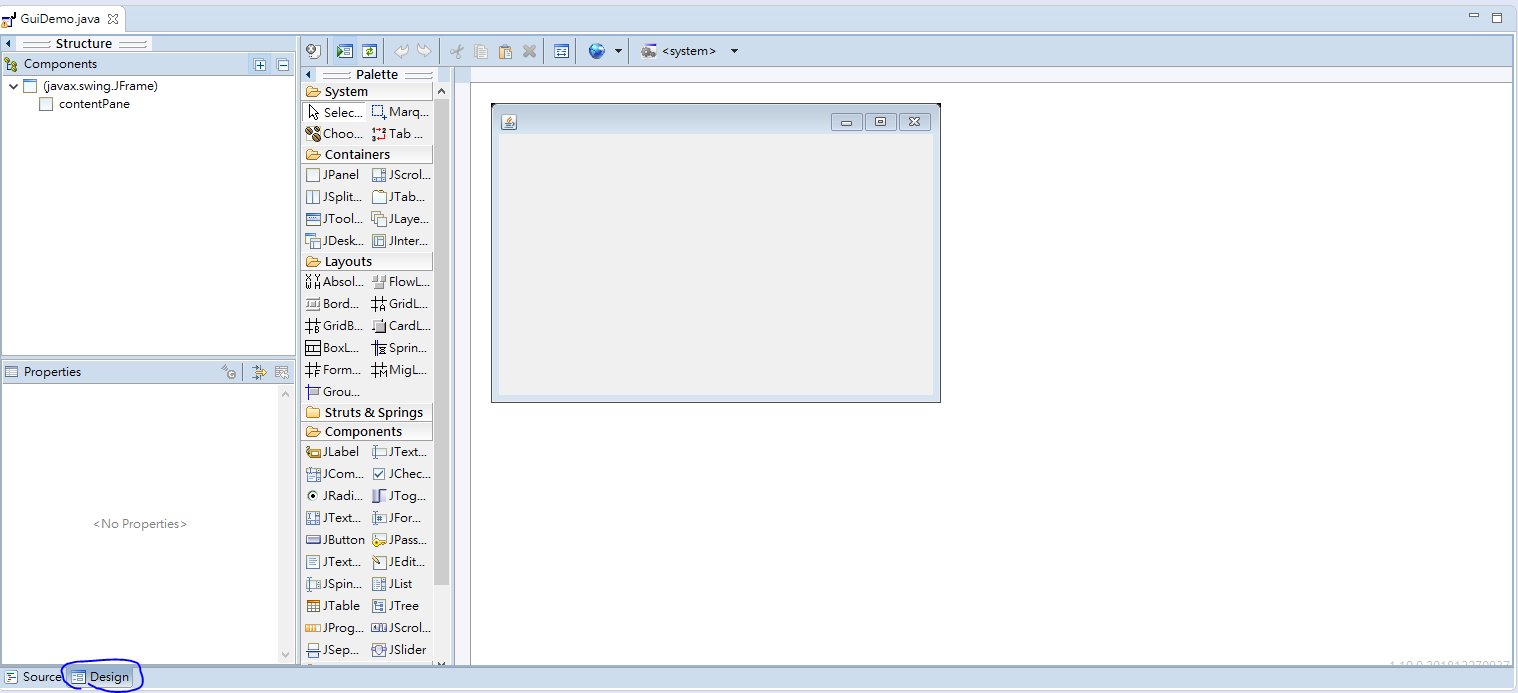 GuiDemo.java
Structure
Components
(javax.swing.JFrame)
contentPane
Properties
<No Properties>
<system>
Palette
System
Selec... Marq...
Choo... Tab ...
Containers
JPanel JScrol...
JSplit... JTab...
JTool... JLaye...
JDesk... JInter...
Layouts
Absol... FlowL...
Bord... GridL...
GridB... CardL...
BoxL... Sprin...
Form... MigL...
Grou...
Struts & Springs
Components
JLabel JText...
JCom... JChec...
JRadi... JTog...
JText... JFor...
JButton JPass...
JText... JEdit...
JSpin... JList
JTable JTree
JProg... JScrol...
JSep... JSlider
Source Design